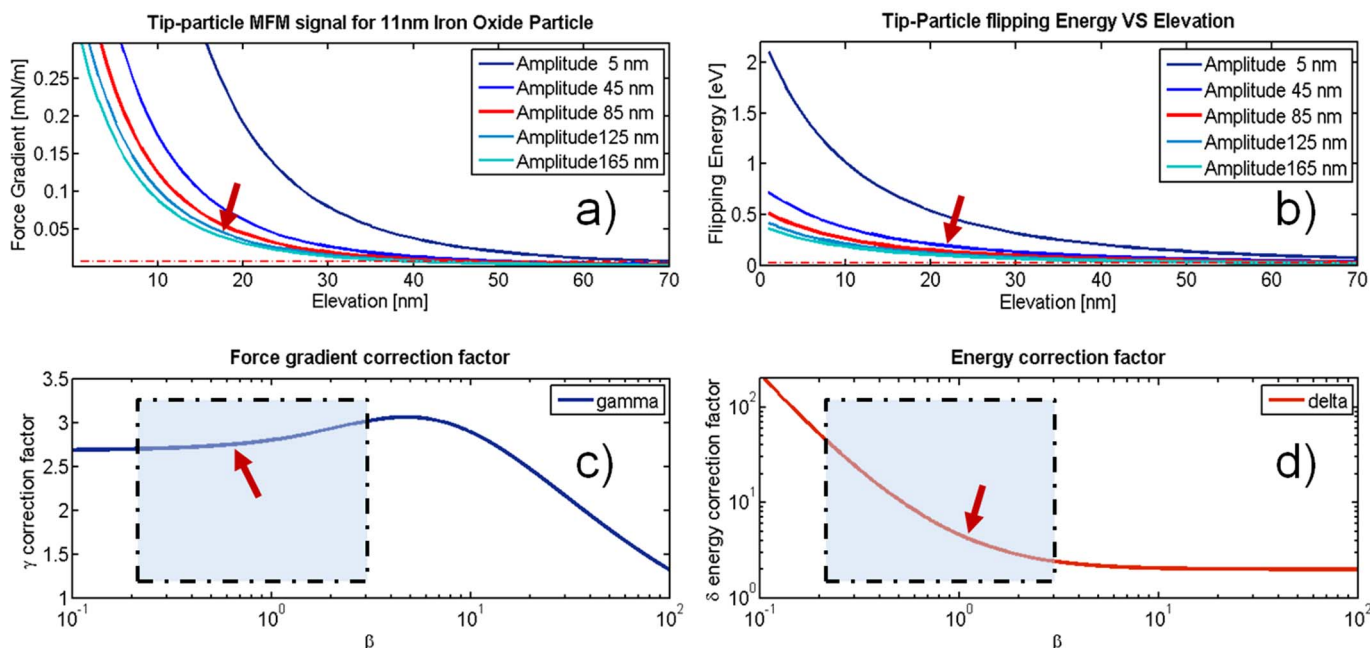 Tip-particle MFM signal for 11nm Iron Oxide Particle
Force Gradient [mN/m]
0.25
0.2
0.15
0.1
0.05
10 20 30 40 50 60 70
Elevation [nm]
Amplitude 5 nm
Amplitude 45 nm
Amplitude 85 nm
Amplitude125 nm
Amplitude165 nm
a)
Tip-Particle flipping Energy VS Elevation
Flipping Energy [eV]
2
1.5
1
0.5
0
0 10 20 30 40 50 60 70
Elevation [nm]
Amplitude 5 nm
Amplitude 45 nm
Amplitude 85 nm
Amplitude125 nm
Amplitude165 nm
b)
Force gradient correction factor
γ correction factor
3.5
3
2.5
2
1.5
1
10^-1 10^0 10^1 10^2
β
gamma
c)
Energy correction factor
δ energy correction factor
10^2
10^1
10^0
10^-1 10^0 10^1 10^2
β
delta
d)